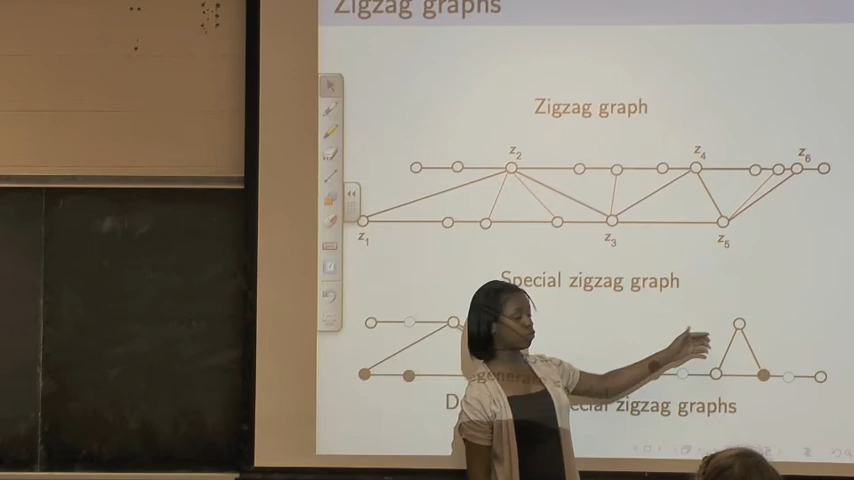 Zigzag graphs
Zigzag graph
z2 z4 z6
z1 z3 z5
Special zigzag graph
special zigzag graphs